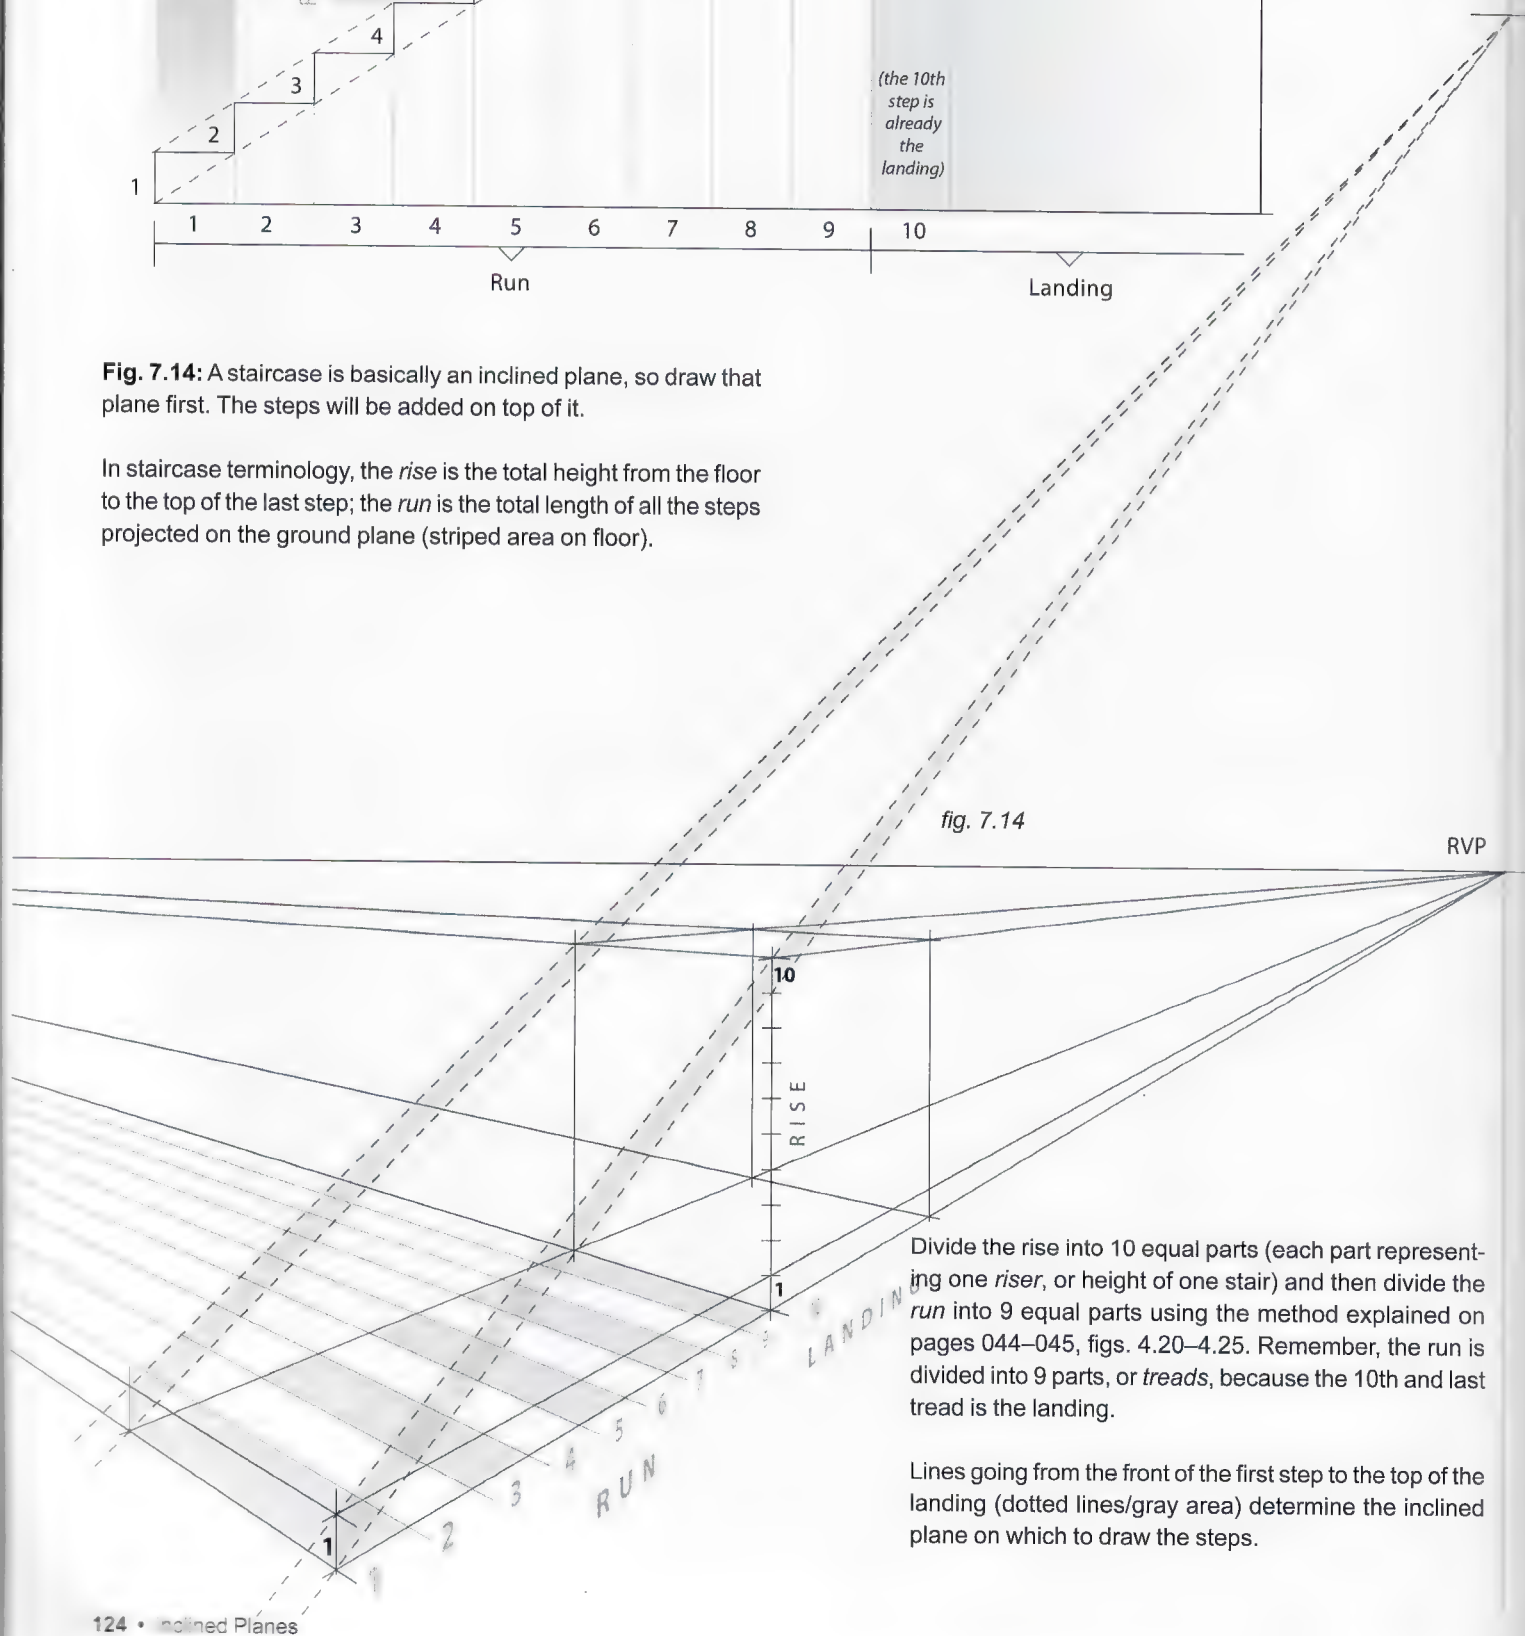 4
3
2
1
(the 10th
step is
already
the
landing)
1 2 3 4 5 6 7 8 9 10
Run
Landing
Fig. 7.14: A staircase is basically an inclined plane, so draw that
plane first. The steps will be added on top of it.
In staircase terminology, the rise is the total height from the floor
to the top of the last step; the run is the total length of all the steps
projected on the ground plane (striped area on floor).
fig. 7.14
RVP
10
RISE
1
LANDING
1 2 3 4 5 6 7 8 9
RUN
1
Divide the rise into 10 equal parts (each part represent-
ing one riser, or height of one stair) and then divide the
run into 9 equal parts using the method explained on
pages 044–045, figs. 4.20–4.25. Remember, the run is
divided into 9 parts, or treads, because the 10th and last
tread is the landing.
Lines going from the front of the first step to the top of the
landing (dotted lines/gray area) determine the inclined
plane on which to draw the steps.
124 • Inclined Planes